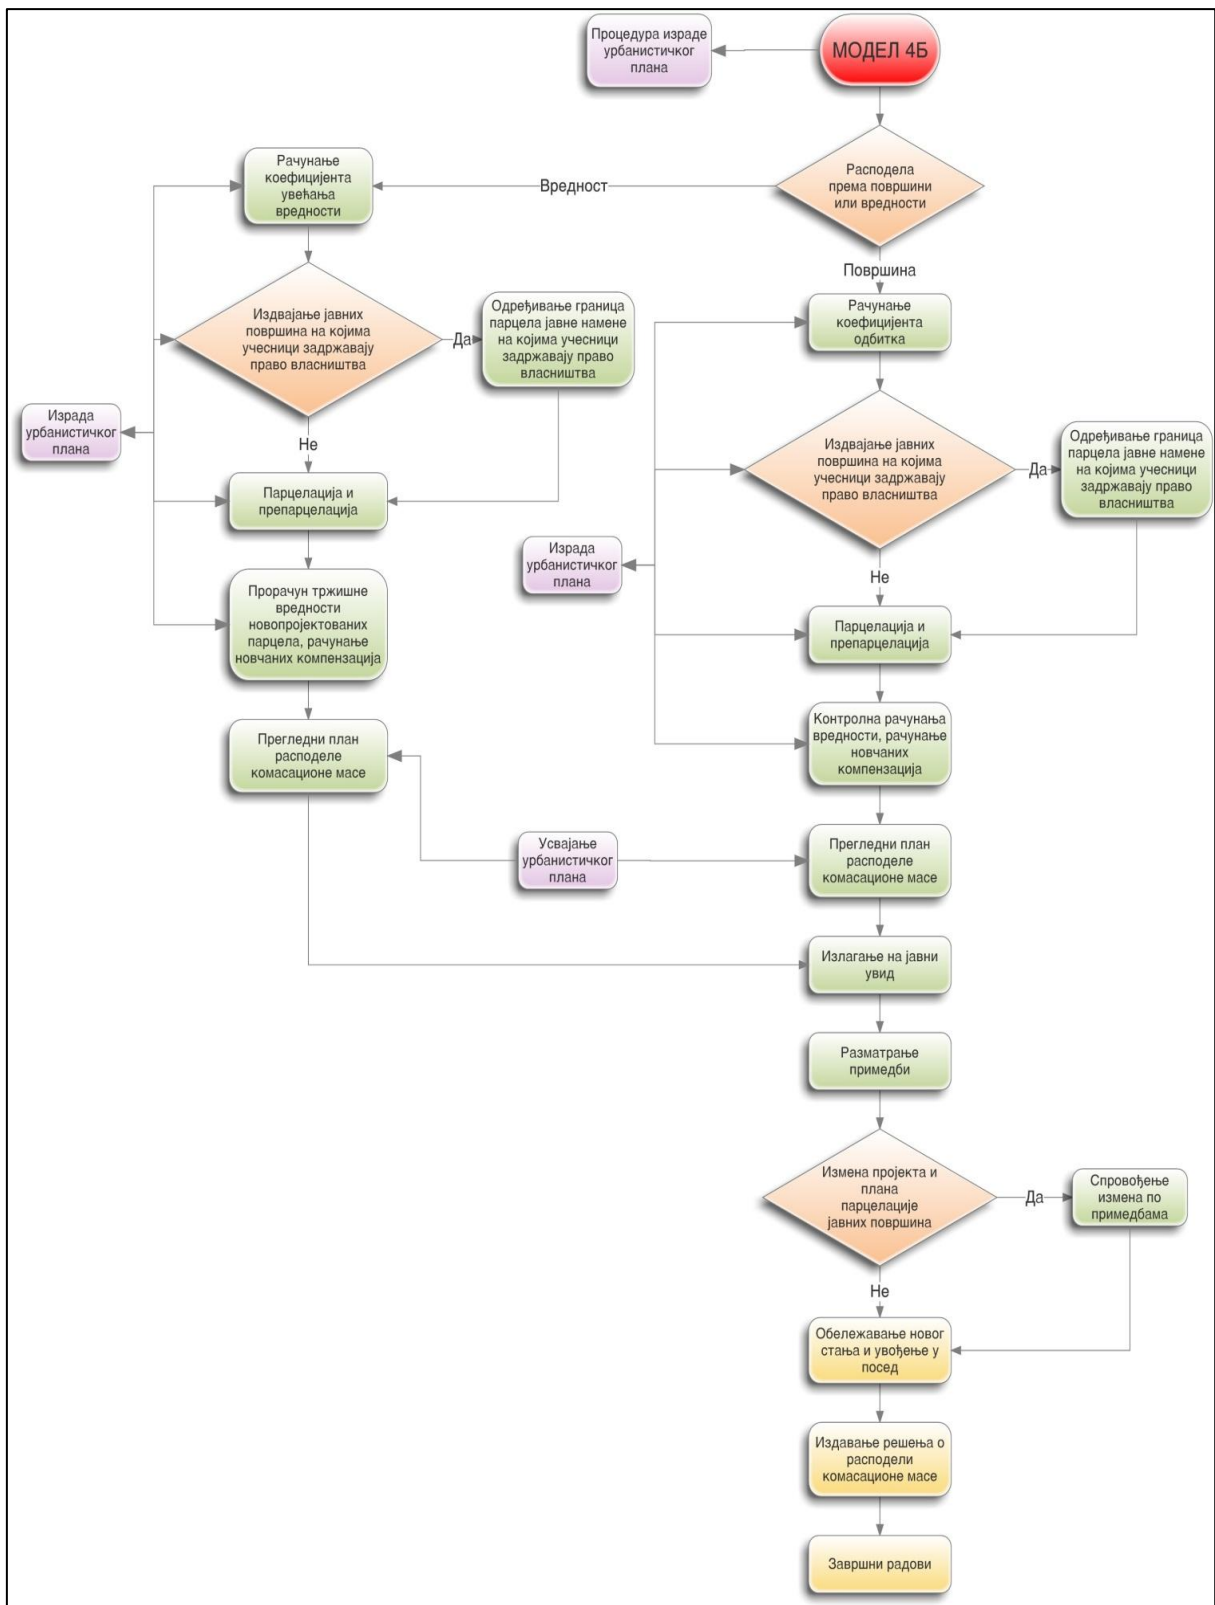 Процедура израде
урбанистичког
плана
МОДЕЛ 4Б
Расподела
према површини
или вредности
Вредност
Површина
Рачунање
коефицијента
увећања
вредности
Издвајање јавних
површина на којима
учесници задржавају
право власништва
Да
Одређивање граница
парцела јавне намене
на којима учесници
задржавају право
власништва
Не
Израда
урбанистичког
плана
Парцелација и
препарцелација
Прорачун тржишне
вредности
новопројектованих
парцела, рачунање
новчаних компензација
Прегледни план
расподеле
комасационе масе
Рачунање
коефицијента
одбитка
Издвајање јавних
површина на којима
учесници задржавају
право власништва
Да
Одређивање граница
парцела јавне намене
на којима учесници
задржавају право
власништва
Не
Израда
урбанистичког
плана
Парцелација и
препарцелација
Контролна рачунања
вредности, рачунање
новчаних
компензација
Усвајање
урбанистичког
плана
Прегледни план
расподеле
комасационе масе
Излагање на јавни
увид
Разматрање
примедби
Измена пројекта и
плана
парцелације
јавних површина
Да
Спровођење
измена по
примедбама
Не
Обележавање новог
стања и увођење у
посед
Издавање решења о
расподели
комасационе масе
Завршни радови